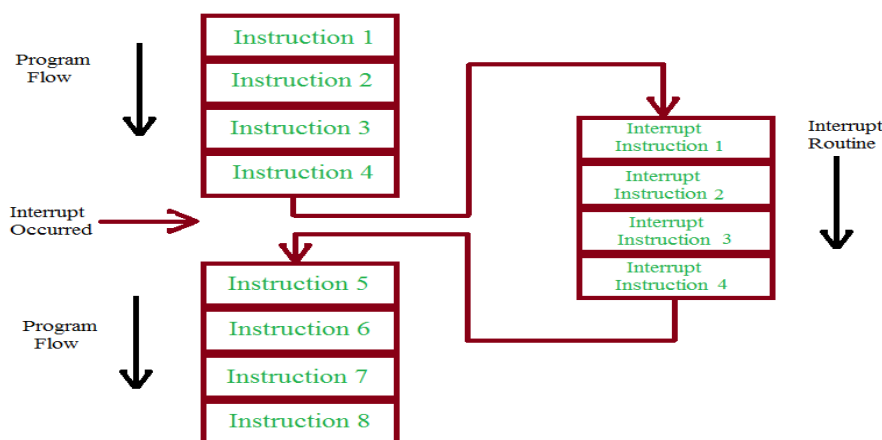 Program
Flow
Instruction 1
Instruction 2
Instruction 3
Instruction 4
Interrupt
Occurred
Interrupt
Instruction 1
Interrupt
Instruction 2
Interrupt
Instruction 3
Interrupt
Instruction 4
Interrupt
Routine
Program
Flow
Instruction 5
Instruction 6
Instruction 7
Instruction 8